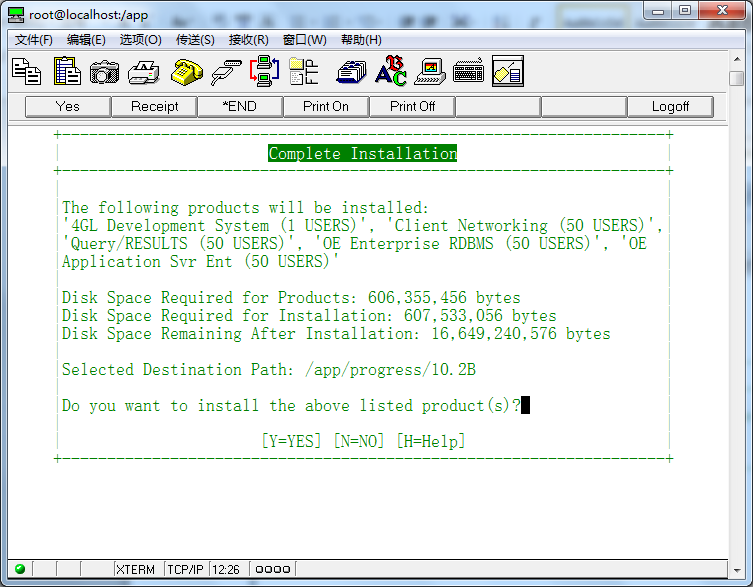 root@localhost:/app
文件(F) 编辑(E) 选项(O) 传送(S) 接收(R) 窗口(W) 帮助(H)
Yes Receipt *END Print On Print Off Logoff
Complete Installation
The following products will be installed:
'4GL Development System (1 USERS)', 'Client Networking (50 USERS)',
'Query/RESULTS (50 USERS)', 'OE Enterprise RDBMS (50 USERS)', 'OE
Application Svr Ent (50 USERS)'
Disk Space Required for Products: 606,355,456 bytes
Disk Space Required for Installation: 607,533,056 bytes
Disk Space Remaining After Installation: 16,649,240,576 bytes
Selected Destination Path: /app/progress/10.2B
Do you want to install the above listed product(s)?
[Y=YES] [N=NO] [H=Help]
XTERM TCP/IP 12:26